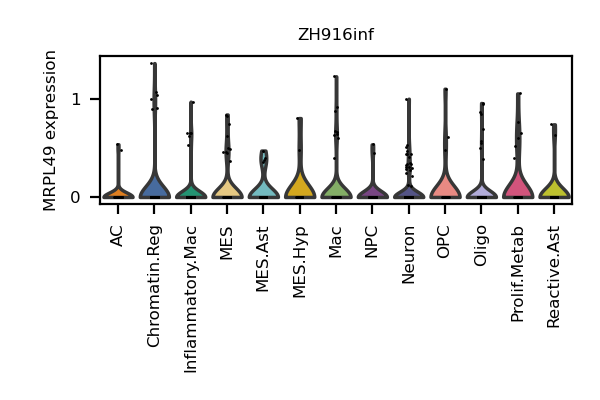 ZH916inf
MRPL49 expression
1
0
AC
Chromatin.Reg
Inflammatory.Mac
MES
MES.Ast
MES.Hyp
Mac
NPC
Neuron
OPC
Oligo
Prolif.Metab
Reactive.Ast